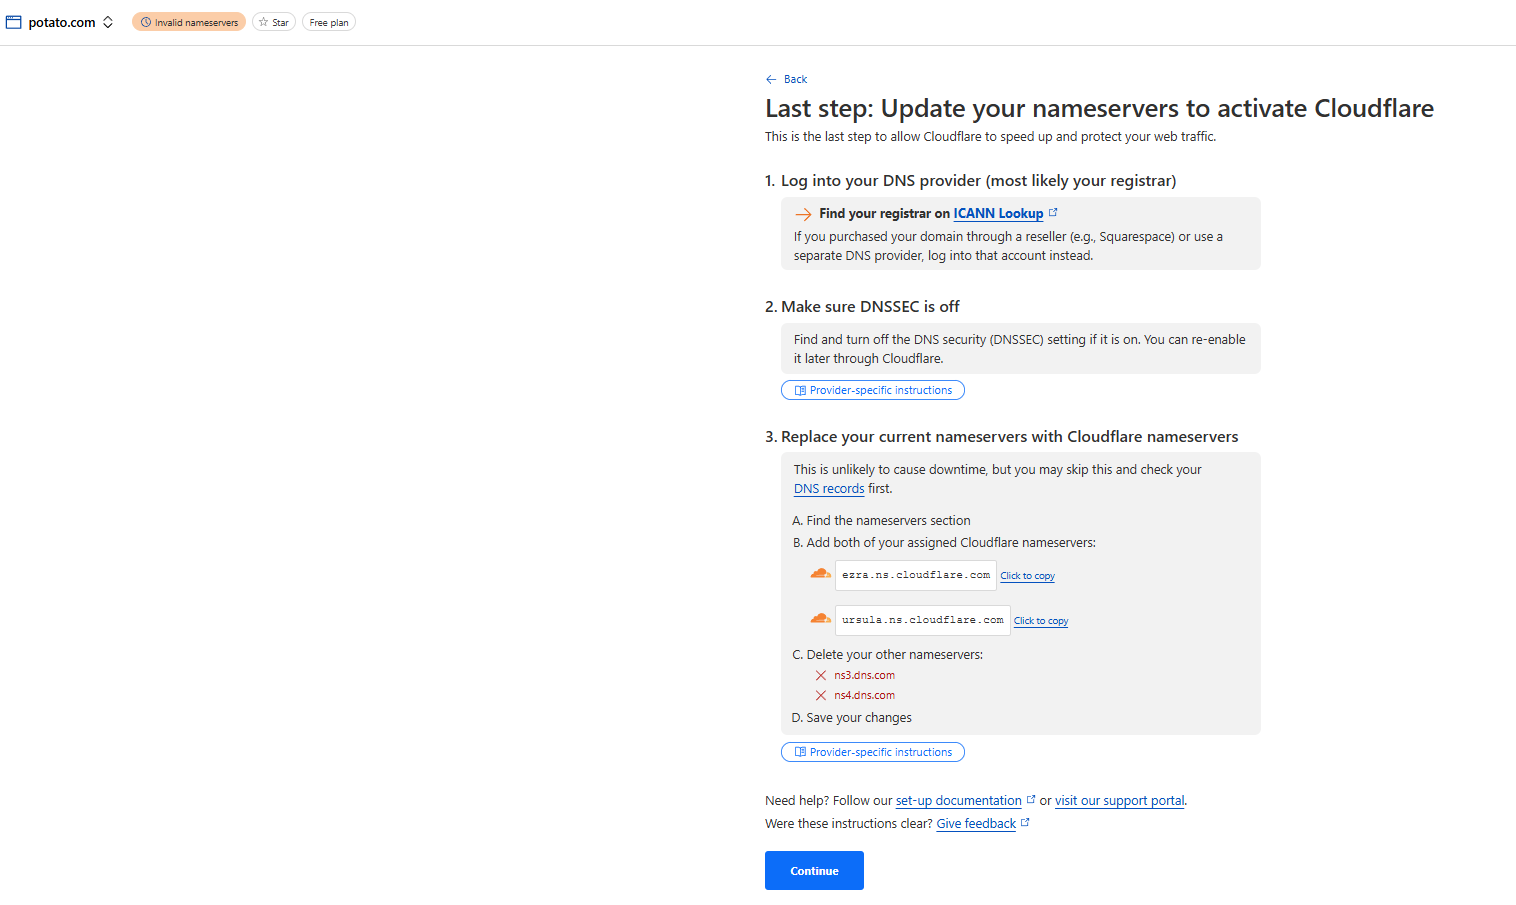 potato.com
Invalid nameservers
Star
Free plan
Back
Last step: Update your nameservers to activate Cloudflare
This is the last step to allow Cloudflare to speed up and protect your web traffic.
1. Log into your DNS provider (most likely your registrar)
Find your registrar on ICANN Lookup
If you purchased your domain through a reseller (e.g., Squarespace) or use a
separate DNS provider, log into that account instead.
2. Make sure DNSSEC is off
Find and turn off the DNS security (DNSSEC) setting if it is on. You can re-enable
it later through Cloudflare.
Provider-specific instructions
3. Replace your current nameservers with Cloudflare nameservers
This is unlikely to cause downtime, but you may skip this and check your
DNS records first.
A. Find the nameservers section
B. Add both of your assigned Cloudflare nameservers:
ezra.ns.cloudflare.com Click to copy
ursula.ns.cloudflare.com Click to copy
C. Delete your other nameservers:
ns3.dns.com
ns4.dns.com
D. Save your changes
Provider-specific instructions
Need help? Follow our set-up documentation or visit our support portal.
Were these instructions clear? Give feedback
Continue